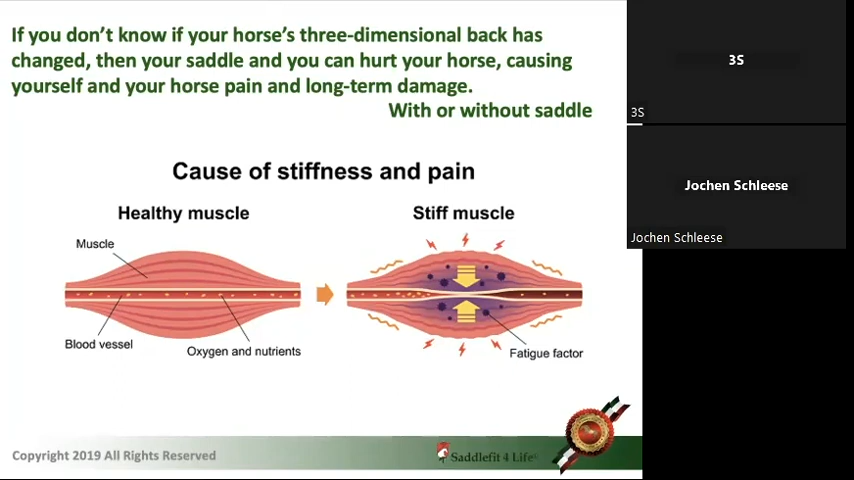 If you don't know if your horse's three-dimensional back has
changed, then your saddle and you can hurt your horse, causing
yourself and your horse pain and long-term damage.
With or without saddle
Cause of stiffness and pain
Healthy muscle
Stiff muscle
Muscle
Blood vessel
Oxygen and nutrients
Fatigue factor
Copyright 2019 All Rights Reserved
Saddlefit 4 Life®
3S
3S
Jochen Schleese
Jochen Schleese